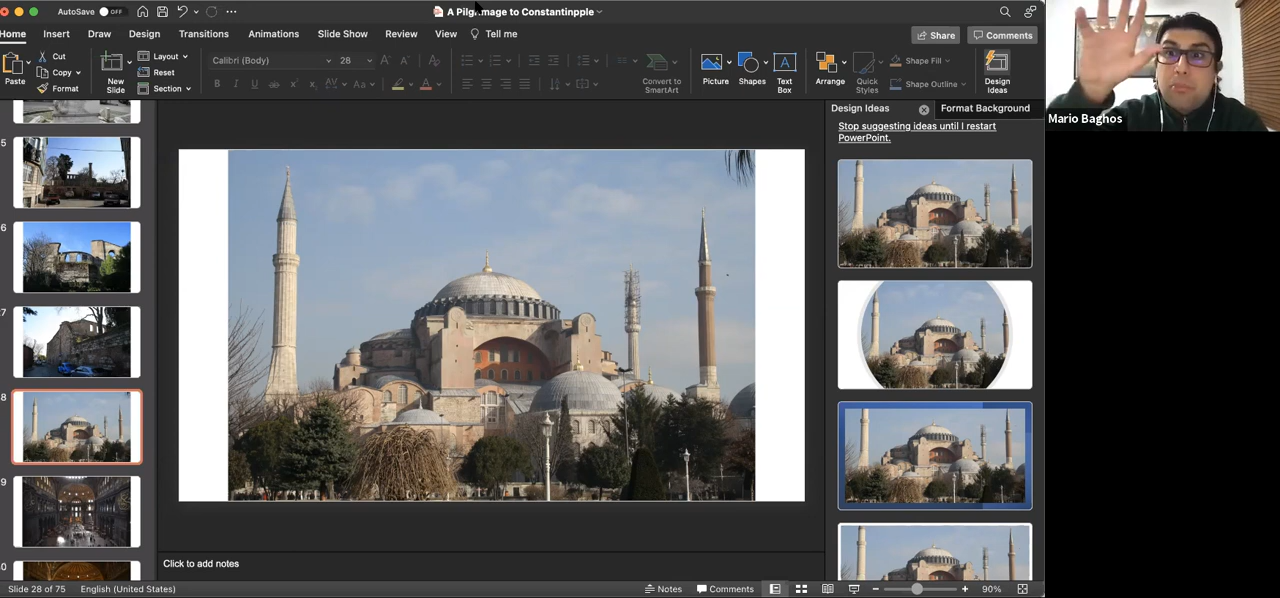 AutoSave OFF
A Pilgrimage to Constantinpple
Home Insert Draw Design Transitions Animations Slide Show Review View Tell me
Share Comments
Paste
Cut
Copy
Format
New Slide
Layout
Reset
Section
Calibri (Body) 28
Convert to SmartArt
Picture
Shapes
Text Box
Arrange
Quick Styles
Shape Fill
Shape Outline
Design Ideas
Design Ideas
Format Background
Stop suggesting ideas until I restart
PowerPoint.
5
6
7
8
9
0
Click to add notes
Slide 28 of 75 English (United States)
Notes Comments 90%
Mario Baghos